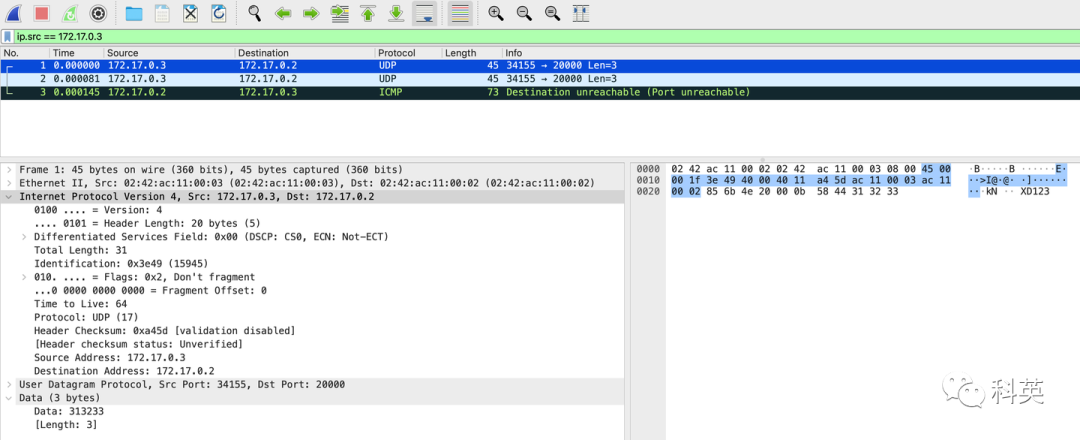 ip.src == 172.17.0.3
No. Time Source Destination Protocol Length Info
1 0.000000 172.17.0.3 172.17.0.2 UDP 45 34155 → 20000 Len=3
2 0.000081 172.17.0.3 172.17.0.2 UDP 45 34155 → 20000 Len=3
3 0.000145 172.17.0.2 172.17.0.3 ICMP 73 Destination unreachable (Port unreachable)
Frame 1: 45 bytes on wire (360 bits), 45 bytes captured (360 bits)
Ethernet II, Src: 02:42:ac:11:00:03 (02:42:ac:11:00:03), Dst: 02:42:ac:11:00:02 (02:42:ac:11:00:02)
Internet Protocol Version 4, Src: 172.17.0.3, Dst: 172.17.0.2
0100 .... = Version: 4
.... 0101 = Header Length: 20 bytes (5)
Differentiated Services Field: 0x00 (DSCP: CS0, ECN: Not-ECT)
Total Length: 31
Identification: 0x3e49 (15945)
010. .... = Flags: 0x2, Don't fragment
...0 0000 0000 0000 = Fragment Offset: 0
Time to Live: 64
Protocol: UDP (17)
Header Checksum: 0xa45d [validation disabled]
[Header checksum status: Unverified]
Source Address: 172.17.0.3
Destination Address: 172.17.0.2
User Datagram Protocol, Src Port: 34155, Dst Port: 20000
Data (3 bytes)
Data: 313233
[Length: 3]
0000 02 42 ac 11 00 02 02 42 ac 11 00 03 08 00 45 00 ·B·····B ······E·
0010 00 1f 3e 49 40 00 40 11 a4 5d ac 11 00 03 ac 11 ··>I@·@· ·]······
0020 00 02 85 6b 4e 20 00 0b 58 44 31 32 33 ···kN ·· XD123
科英